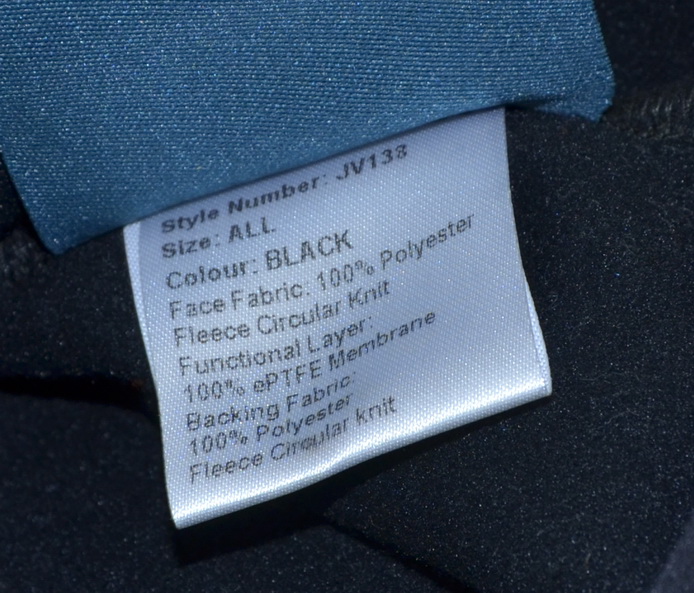 Style Number: JV138
Size: ALL
Colour: BLACK
Face Fabric: 100% Polyester
Fleece Circular Knit
Functional Layer:
100% ePTFE Membrane
Backing Fabric:
100% Polyester
Fleece Circular knit